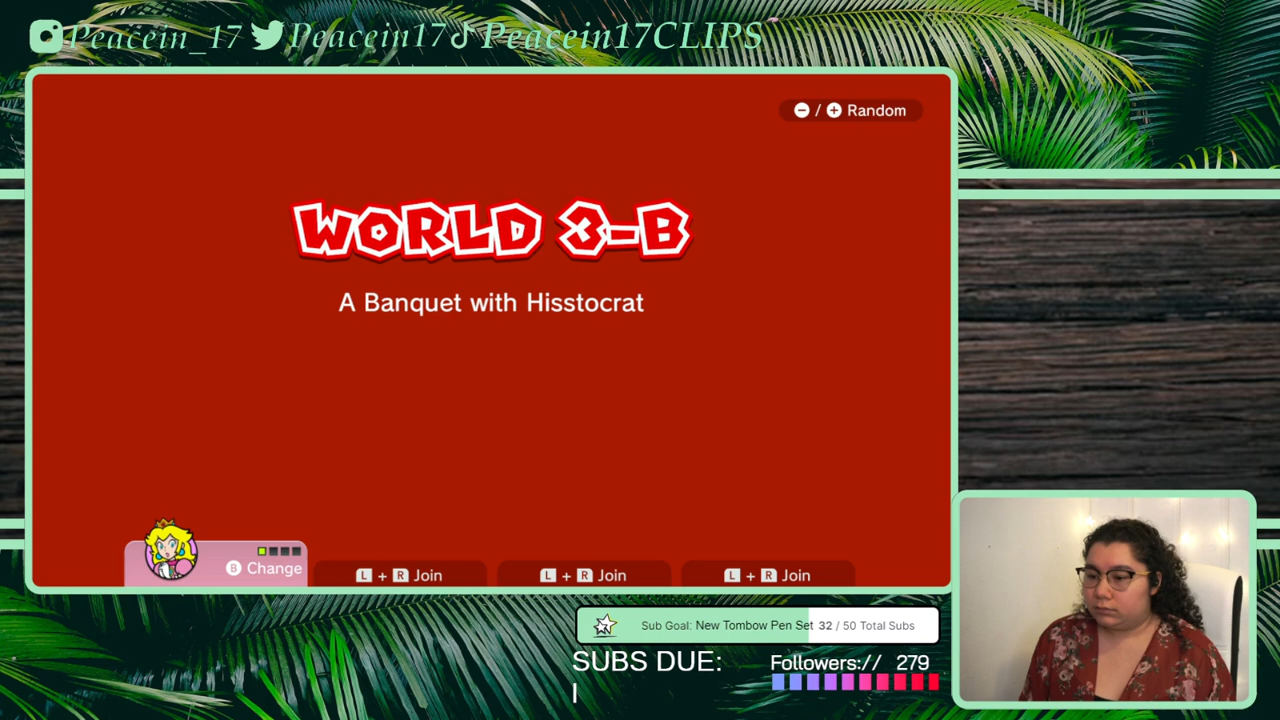 Peacein_17 Peacein17 Peacein17CLIPS
- / + Random
WORLD 3-B
A Banquet with Hisstocrat
B Change
L + R Join
L + R Join
L + R Join
Sub Goal: New Tombow Pen Set 32 / 50 Total Subs
SUBS DUE:
Followers:// 279
I